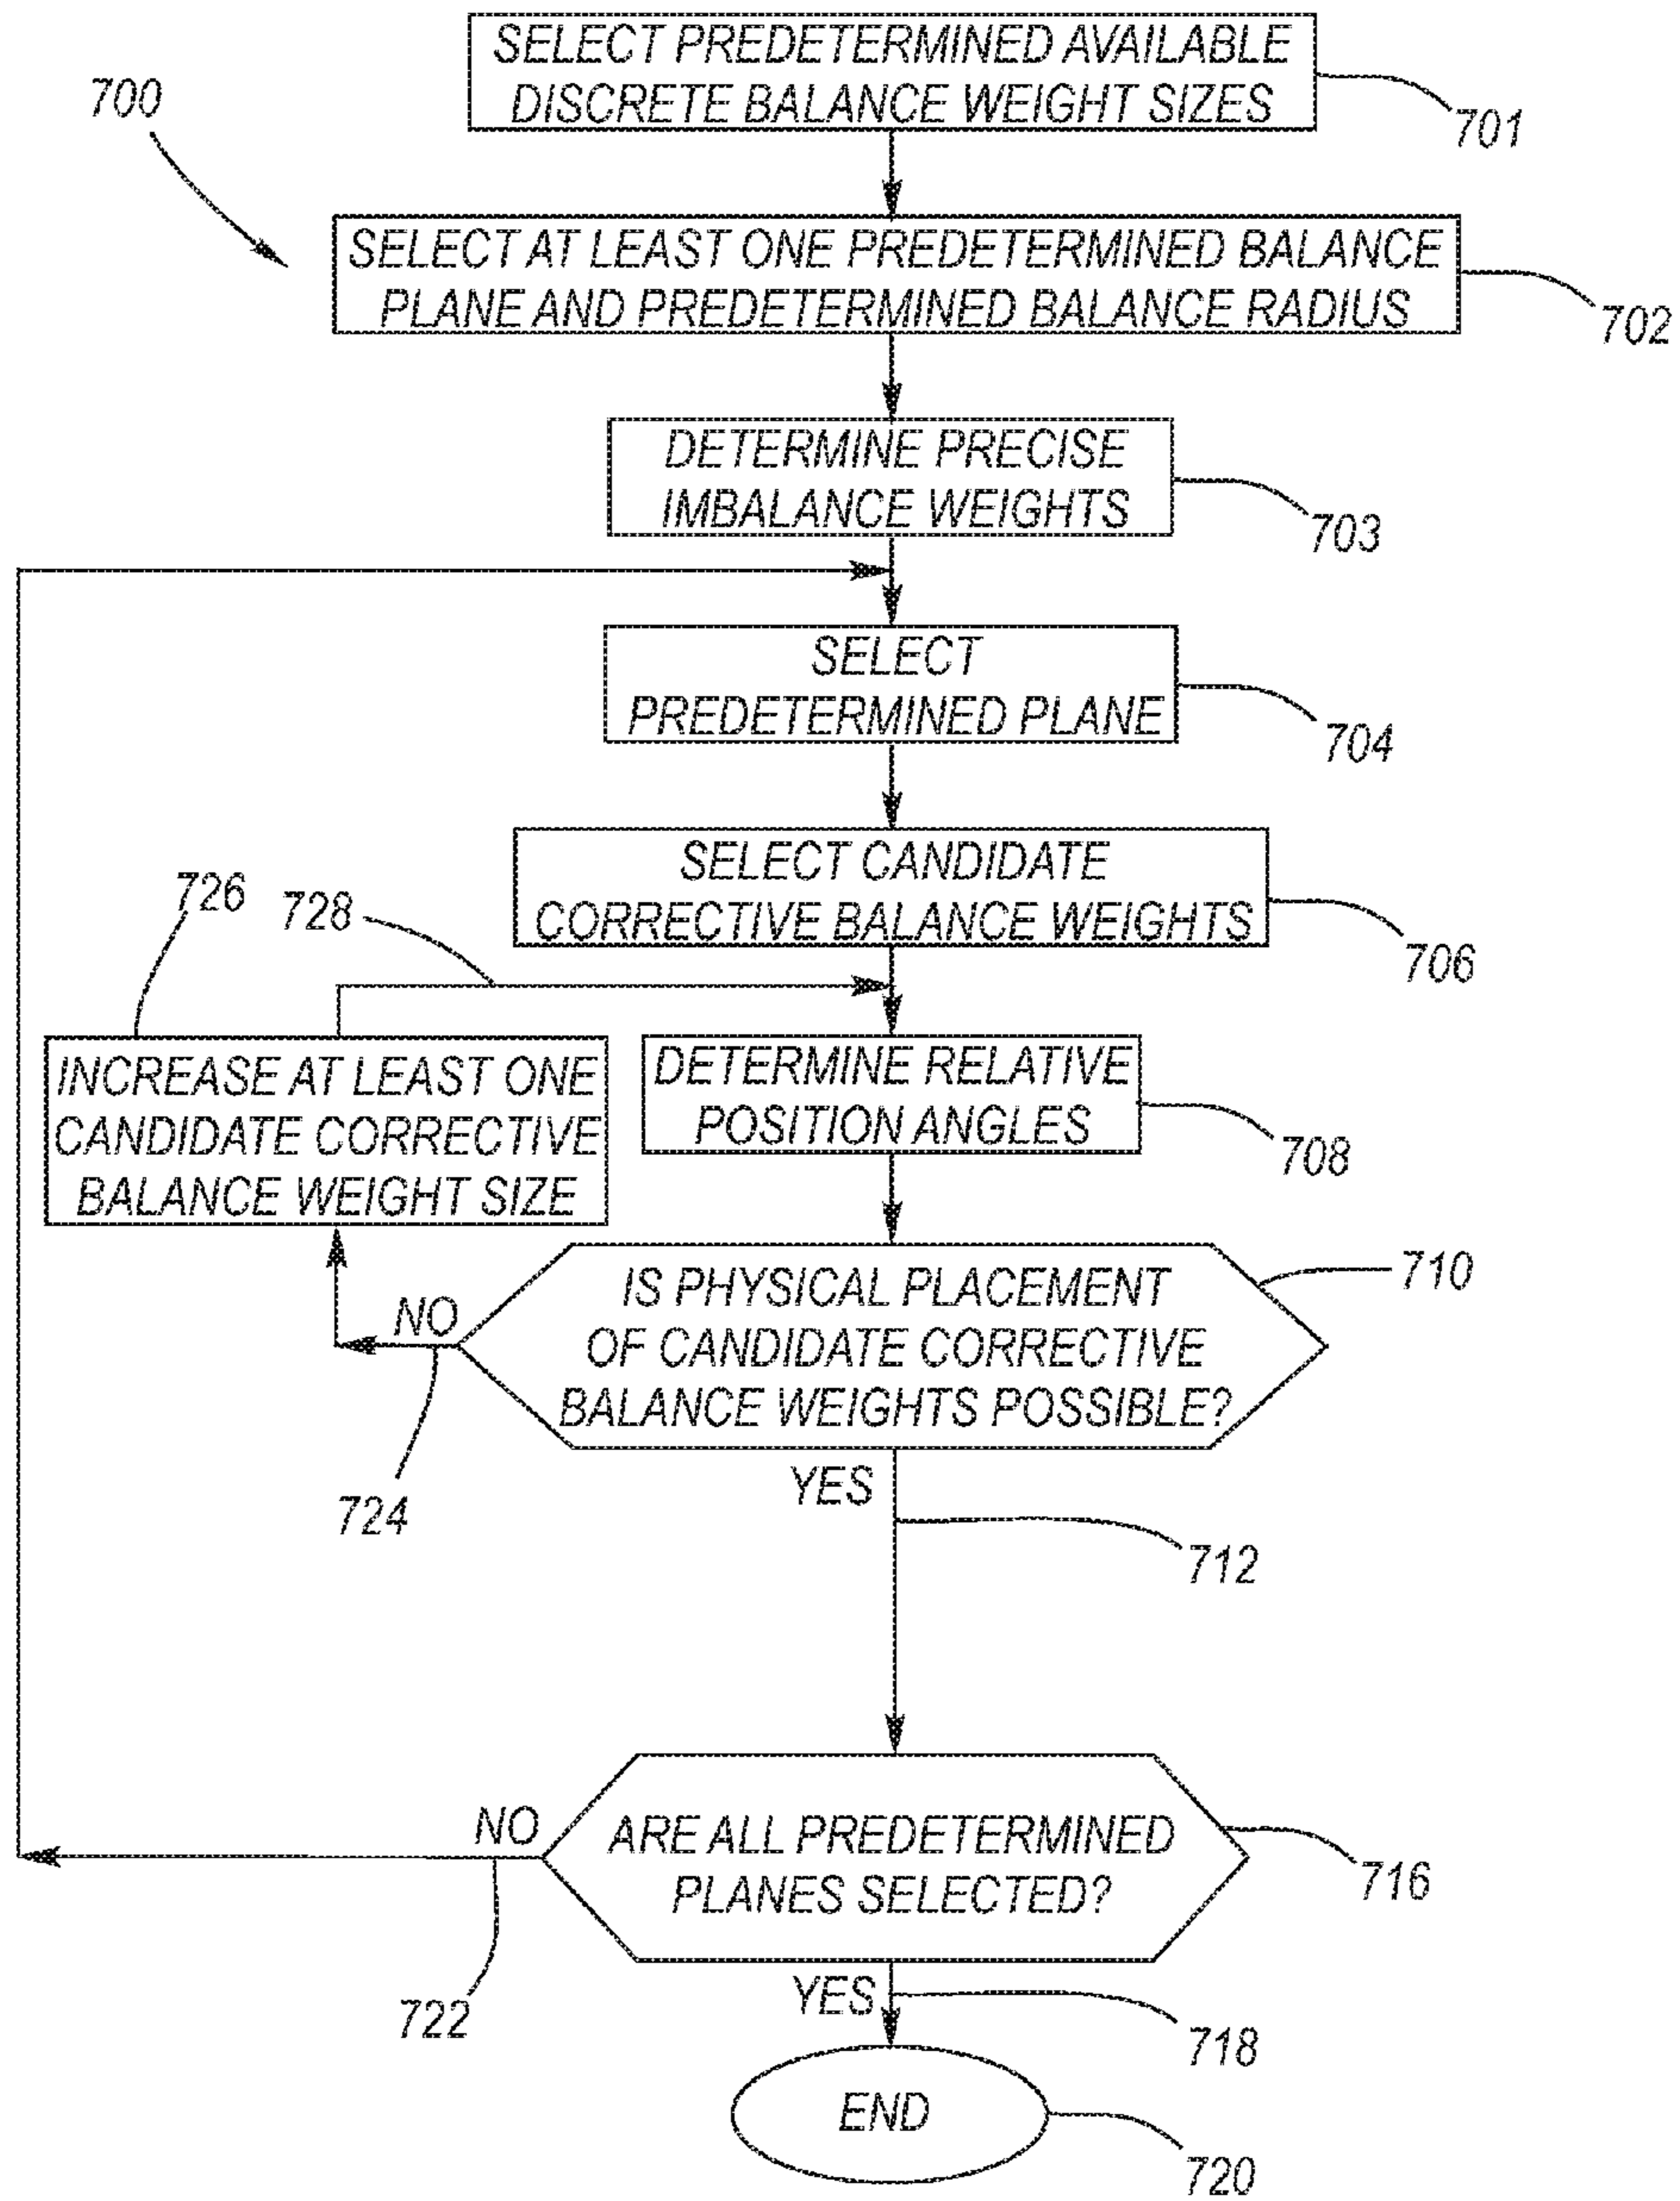 SELECT PREDETERMINED AVAILABLE
DISCRETE BALANCE WEIGHT SIZES
700
701
SELECT AT LEAST ONE PREDETERMINED BALANCE
PLANE AND PREDETERMINED BALANCE RADIUS
702
DETERMINE PRECISE
IMBALANCE WEIGHTS
703
SELECT
PREDETERMINED PLANE
704
SELECT CANDIDATE
CORRECTIVE BALANCE WEIGHTS
706
726
728
INCREASE AT LEAST ONE
CANDIDATE CORRECTIVE
BALANCE WEIGHT SIZE
DETERMINE RELATIVE
POSITION ANGLES
708
IS PHYSICAL PLACEMENT
OF CANDIDATE CORRECTIVE
BALANCE WEIGHTS POSSIBLE?
710
NO
724
YES
712
ARE ALL PREDETERMINED
PLANES SELECTED?
716
NO
722
YES
718
END
720